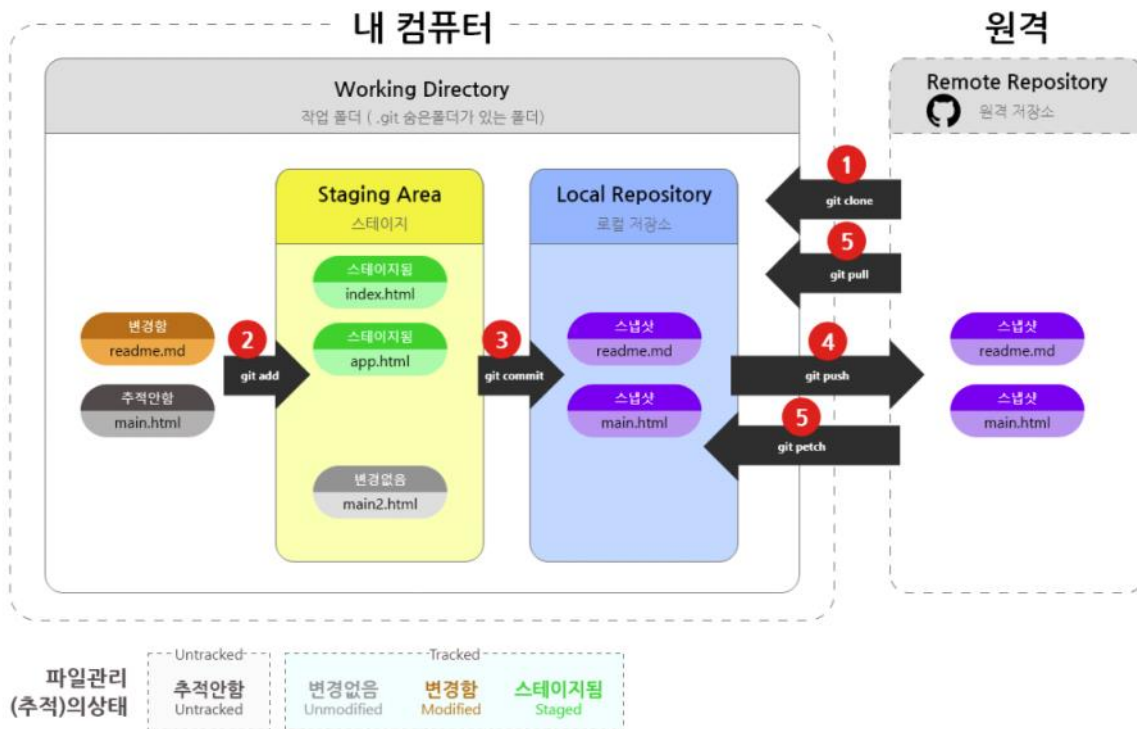 내 컴퓨터
원격
Working Directory
작업 폴더 ( .git 숨은폴더가 있는 폴더)
Remote Repository
원격 저장소
Staging Area
스테이지
Local Repository
로컬 저장소
1
git clone
5
git pull
스테이지됨
index.html
변경함
readme.md
2
git add
스테이지됨
app.html
3
git commit
스냅샷
readme.md
4
git push
스냅샷
readme.md
추적안함
main.html
스냅샷
main.html
5
git petch
스냅샷
main.html
변경없음
main2.html
파일관리
(추적)의상태
Untracked
추적안함
Untracked
Tracked
변경없음
Unmodified
변경함
Modified
스테이지됨
Staged